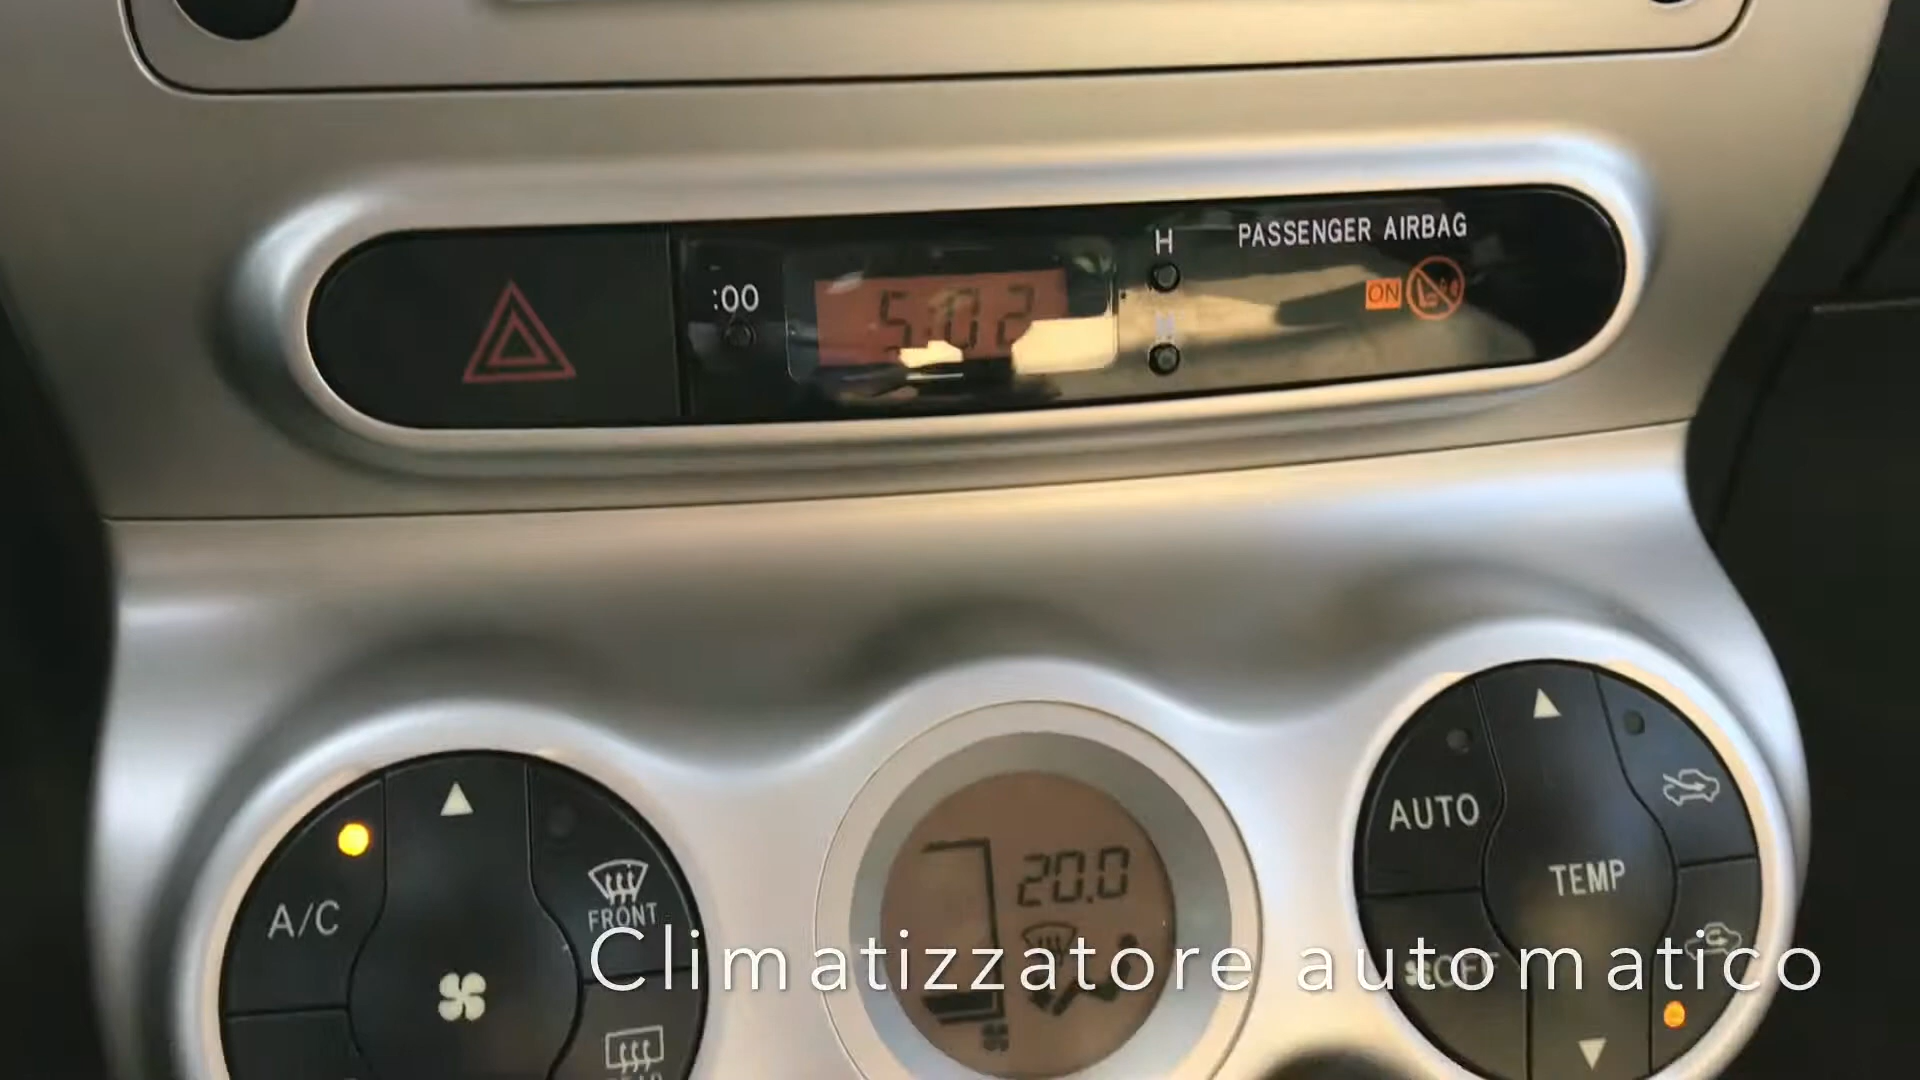 PASSENGER AIRBAG
H
:00
5:02
ON
AUTO
20.0
TEMP
A/C
FRONT
Climatizzatore automatico